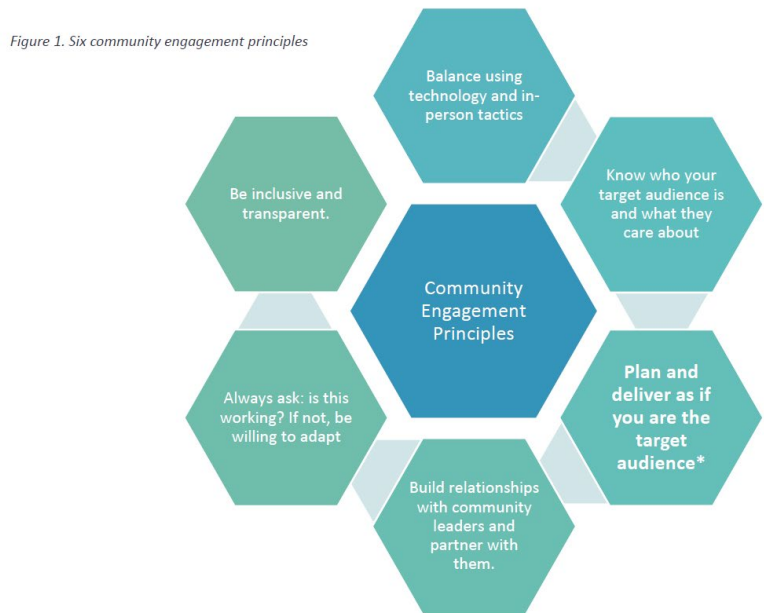 Figure 1. Six community engagement principles
Balance using
technology and in-
person tactics
Know who your
target audience is
and what they
care about
Plan and
deliver as if
you are the
target
audience*
Build relationships
with community
leaders and
partner with
them.
Always ask: is this
working? If not, be
willing to adapt
Be inclusive and
transparent.
Community
Engagement
Principles